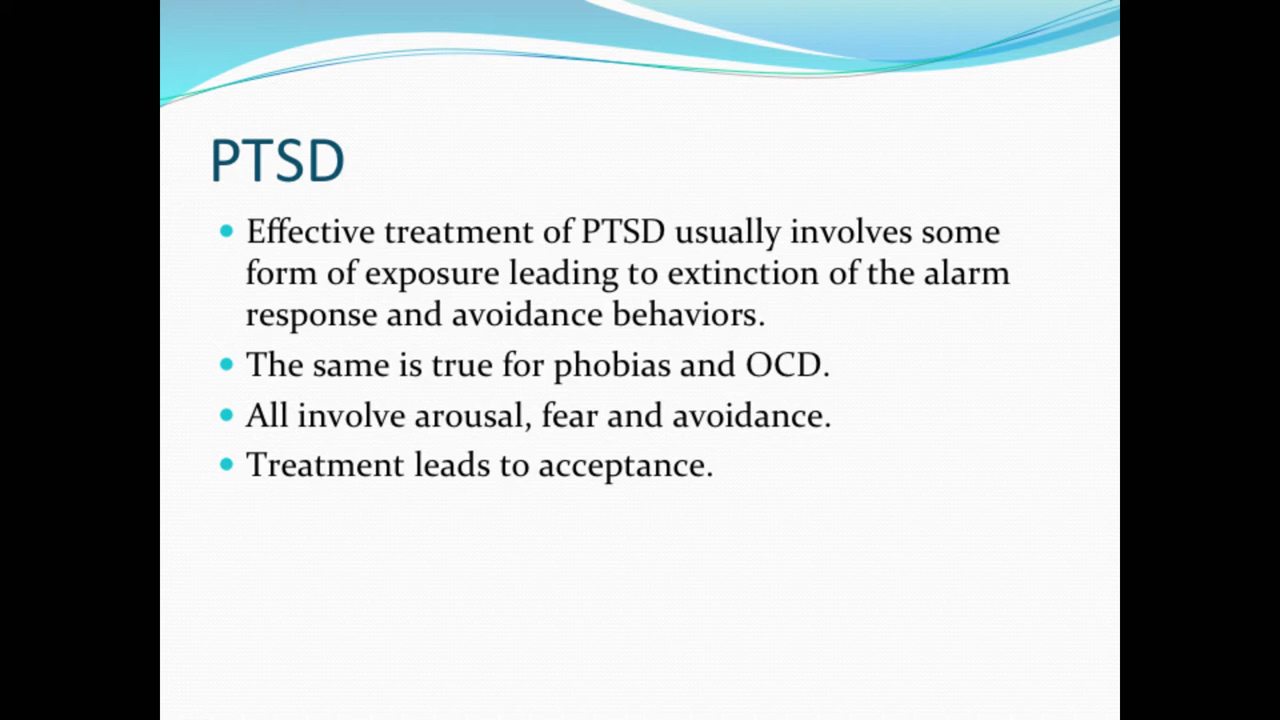 PTSD
• Effective treatment of PTSD usually involves some
form of exposure leading to extinction of the alarm
response and avoidance behaviors.
• The same is true for phobias and OCD.
• All involve arousal, fear and avoidance.
• Treatment leads to acceptance.